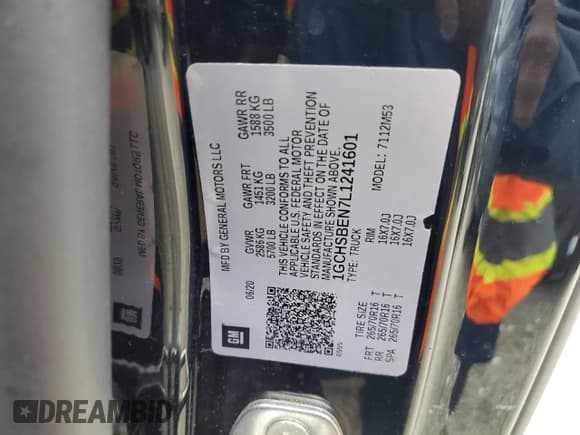 MFD BY GENERAL MOTORS LLC
06/20
GVWR
2586 KG
5700 LB
GAWR FRT
1451 KG
3200 LB
GAWR RR
1588 KG
3500 LB
THIS VEHICLE CONFORMS TO ALL
APPLICABLE U.S. FEDERAL MOTOR
VEHICLE SAFETY AND THEFT PREVENTION
STANDARDS IN EFFECT ON THE DATE OF
MANUFACTURE SHOWN ABOVE.
1GCHSBEN7L1241601
TYPE: TRUCK
MODEL: 7112M53
TIRE SIZE
RIM
FRT 265/70R16 T 16X7.0J
RR 265/70R16 T 16X7.0J
SPA 265/70R16 T 16X7.0J
GM
DREAMBID